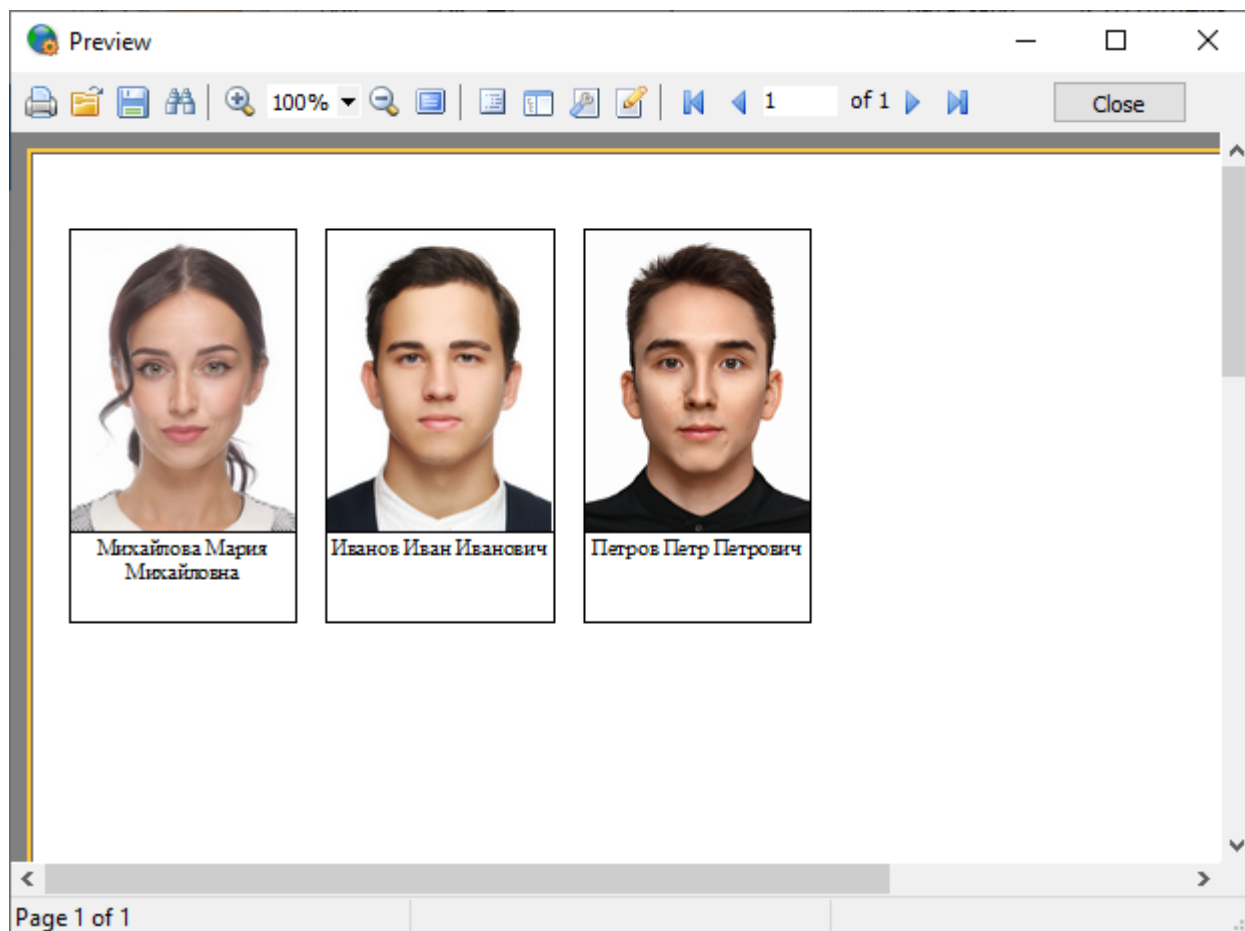 Preview
100%
1 of 1
Close
Михайлова Мария
Михайловна
Иванов Иван Иванович
Петров Петр Петрович
Page 1 of 1